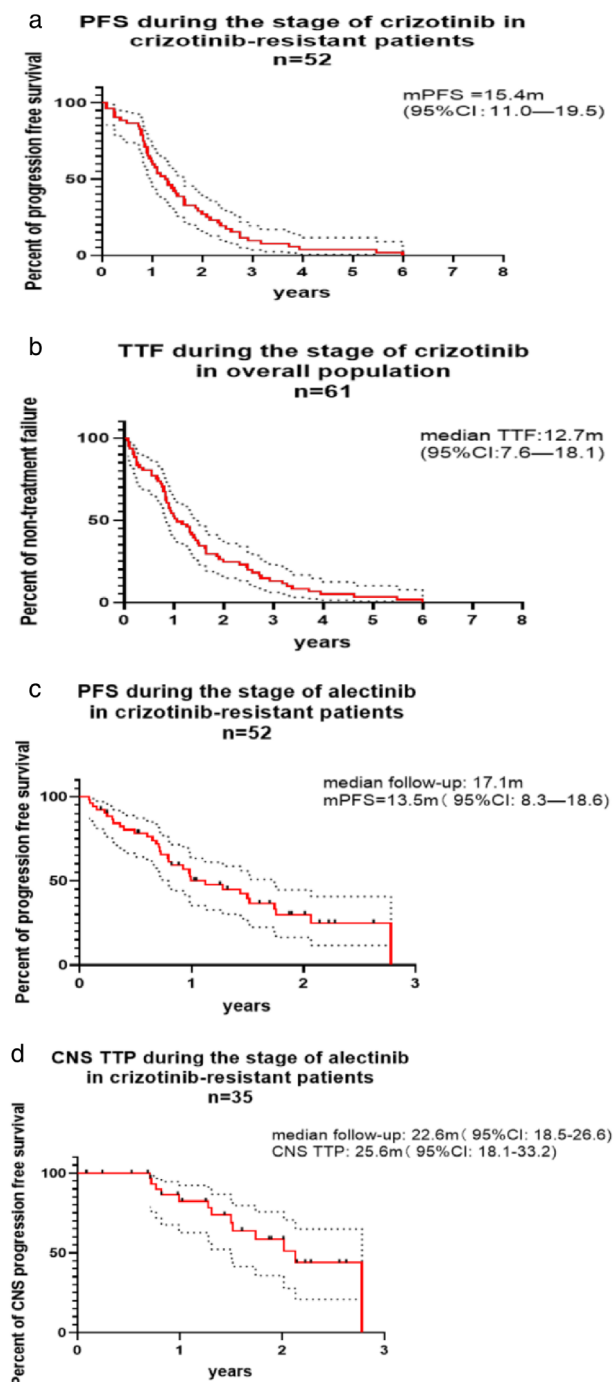 a
PFS during the stage of crizotinib in
crizotinib-resistant patients
n=52
mPFS =15.4m
(95%CI: 11.0—19.5)
Percent of progression free survival
100
50
0
0 1 2 3 4 5 6 7 8
years
b
TTF during the stage of crizotinib
in overall population
n=61
median TTF:12.7m
(95%CI:7.6—18.1)
Percent of non-treatment failure
100
50
0
0 1 2 3 4 5 6 7 8
years
c
PFS during the stage of alectinib
in crizotinib-resistant patients
n=52
median follow-up: 17.1m
mPFS=13.5m( 95%CI: 8.3—18.6)
Percent of progression free survival
100
50
0
0 1 2 3
years
d
CNS TTP during the stage of alectinib
in crizotinib-resistant patients
n=35
median follow-up: 22.6m( 95%CI: 18.5-26.6)
CNS TTP: 25.6m( 95%CI: 18.1-33.2)
Percent of CNS progression free survival
100
50
0
0 1 2 3
years